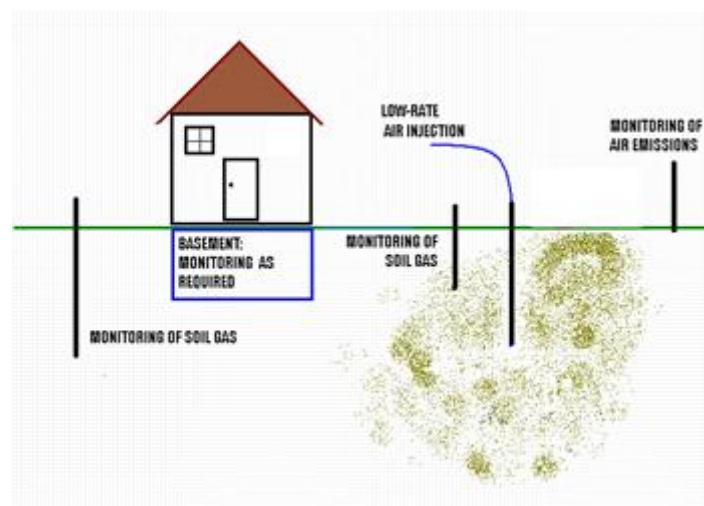 LOW-RATE
AIR INJECTION
MONITORING OF
AIR EMISSIONS
BASEMENT:
MONITORING AS
REQUIRED
MONITORING OF
SOIL GAS
MONITORING OF SOIL GAS